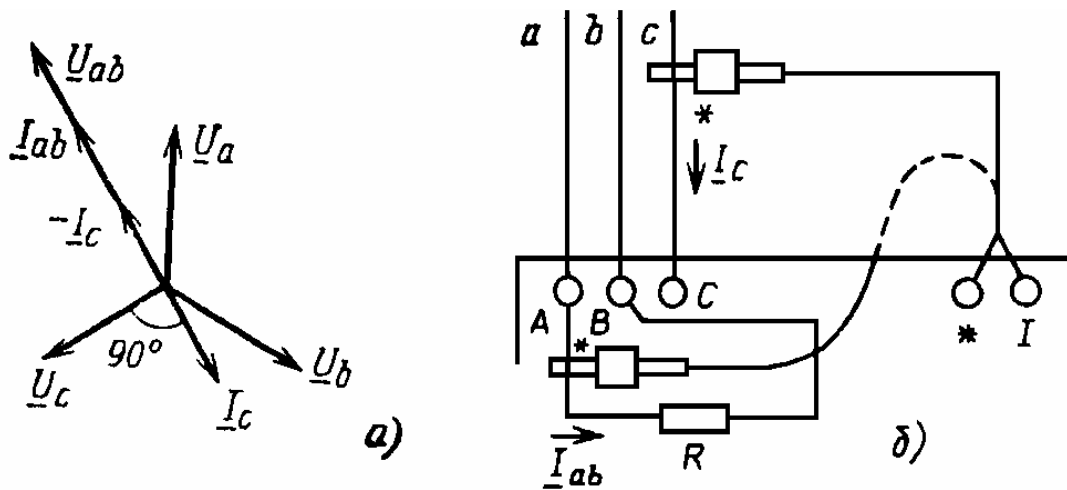 U̲ab
I̲ab
U̲a
-I̲c
90°
U̲c
I̲c
U̲b
а)
a b c
*
I̲c
A B C
*
* I
R
I̲ab
б)